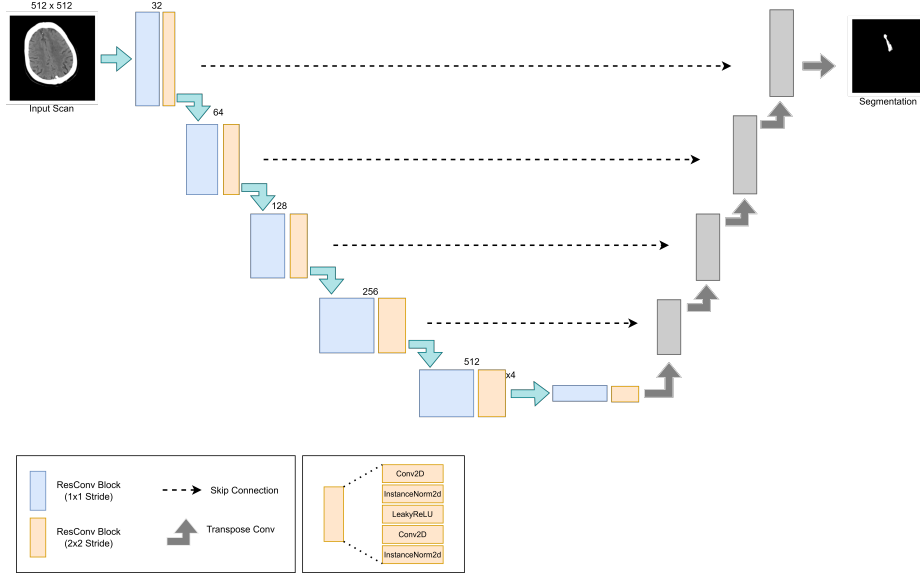 512 x 512
32
Input Scan
Segmentation
64
128
256
512
x4
ResConv Block
(1x1 Stride)
Skip Connection
ResConv Block
(2x2 Stride)
Transpose Conv
Conv2D
InstanceNorm2d
LeakyReLU
Conv2D
InstanceNorm2d